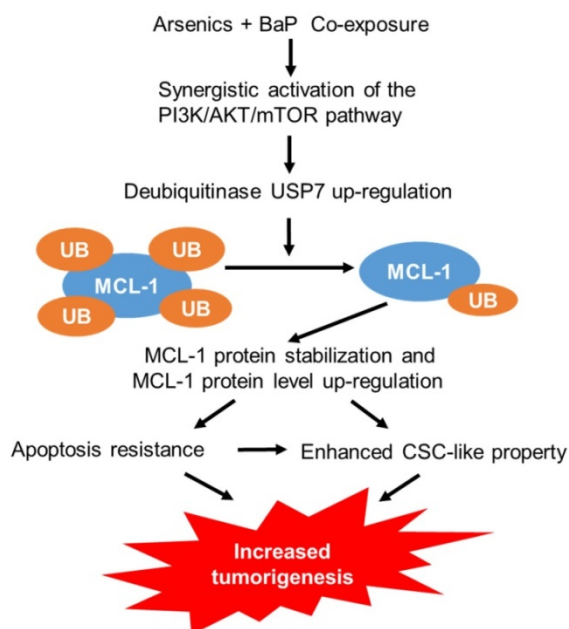 Arsenics + BaP Co-exposure
Synergistic activation of the
PI3K/AKT/mTOR pathway
Deubiquitinase USP7 up-regulation
UB
UB
MCL-1
UB
UB
MCL-1
UB
MCL-1 protein stabilization and
MCL-1 protein level up-regulation
Apoptosis resistance
Enhanced CSC-like property
Increased
tumorigenesis